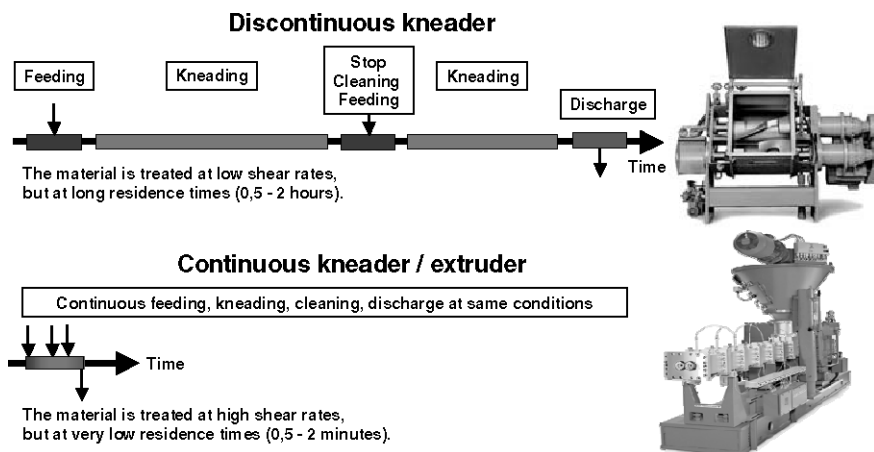 Discontinuous kneader
Feeding
Kneading
Stop
Cleaning
Feeding
Kneading
Discharge
Time
The material is treated at low shear rates,
but at long residence times (0,5 - 2 hours).
Continuous kneader / extruder
Continuous feeding, kneading, cleaning, discharge at same conditions
Time
The material is treated at high shear rates,
but at very low residence times (0,5 - 2 minutes).